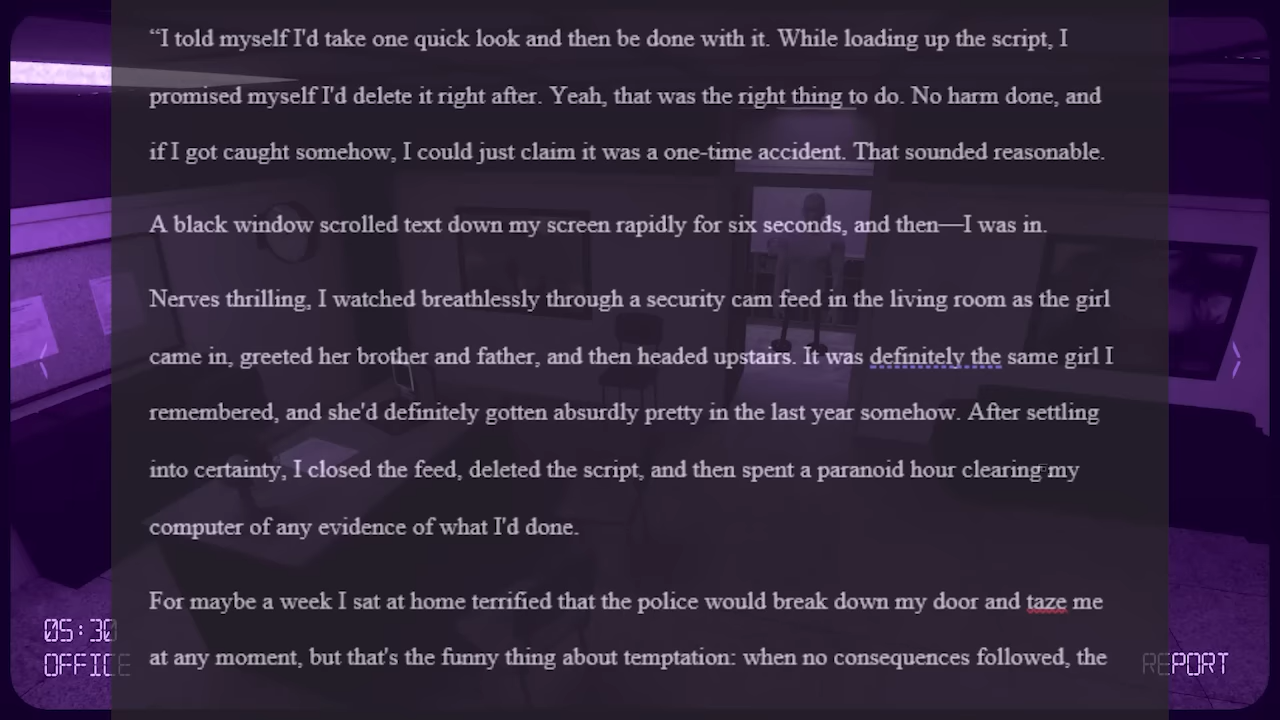 “I told myself I'd take one quick look and then be done with it. While loading up the script, I
promised myself I'd delete it right after. Yeah, that was the right thing to do. No harm done, and
if I got caught somehow, I could just claim it was a one-time accident. That sounded reasonable.
A black window scrolled text down my screen rapidly for six seconds, and then—I was in.
Nerves thrilling, I watched breathlessly through a security cam feed in the living room as the girl
came in, greeted her brother and father, and then headed upstairs. It was definitely the same girl I
remembered, and she'd definitely gotten absurdly pretty in the last year somehow. After settling
into certainty, I closed the feed, deleted the script, and then spent a paranoid hour clearing my
computer of any evidence of what I'd done.
For maybe a week I sat at home terrified that the police would break down my door and taze me
at any moment, but that's the funny thing about temptation: when no consequences followed, the
05:30
OFFICE
REPORT